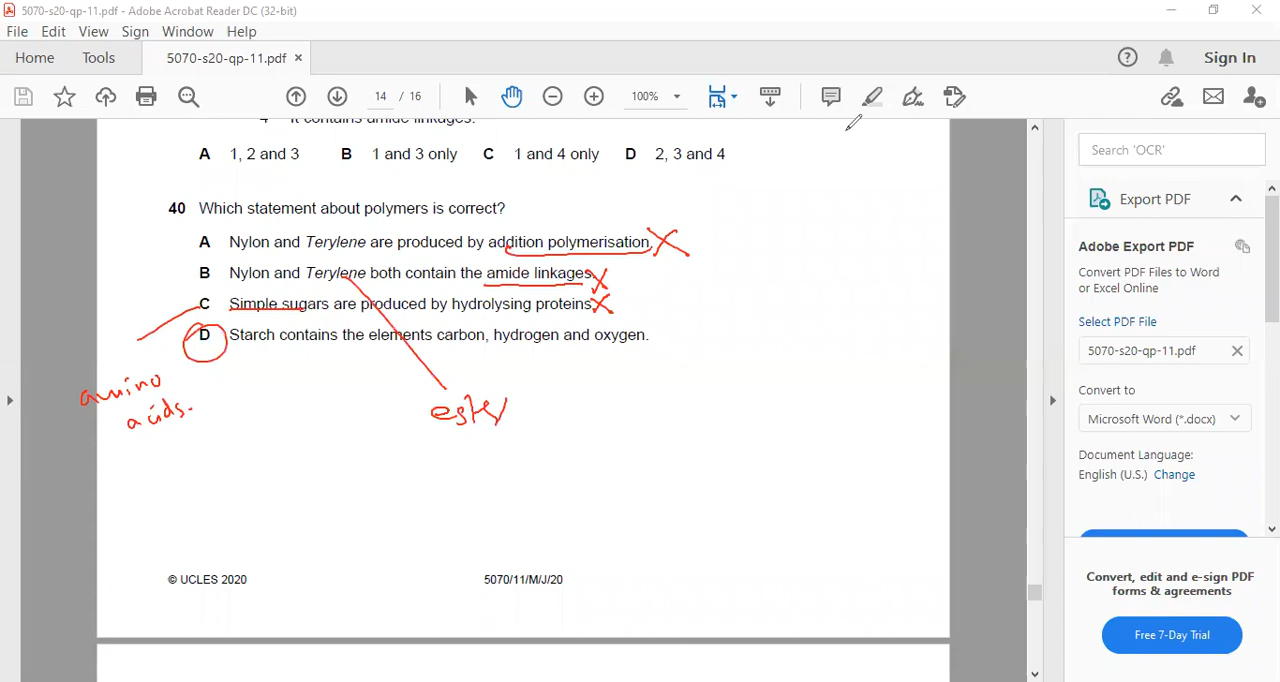 5070-s20-qp-11.pdf - Adobe Acrobat Reader DC (32-bit)
File Edit View Sign Window Help
Home Tools 5070-s20-qp-11.pdf ×
Sign In
14 / 16
100%
4 It contains amide linkages.
A 1, 2 and 3 B 1 and 3 only C 1 and 4 only D 2, 3 and 4
40 Which statement about polymers is correct?
A Nylon and Terylene are produced by addition polymerisation.
B Nylon and Terylene both contain the amide linkages.
C Simple sugars are produced by hydrolysing proteins.
D Starch contains the elements carbon, hydrogen and oxygen.
amino
acids.
ester
© UCLES 2020 5070/11/M/J/20
Search 'OCR'
Export PDF
Adobe Export PDF
Convert PDF Files to Word
or Excel Online
Select PDF File
5070-s20-qp-11.pdf
Convert to
Microsoft Word (*.docx)
Document Language:
English (U.S.) Change
Convert, edit and e-sign PDF
forms & agreements
Free 7-Day Trial